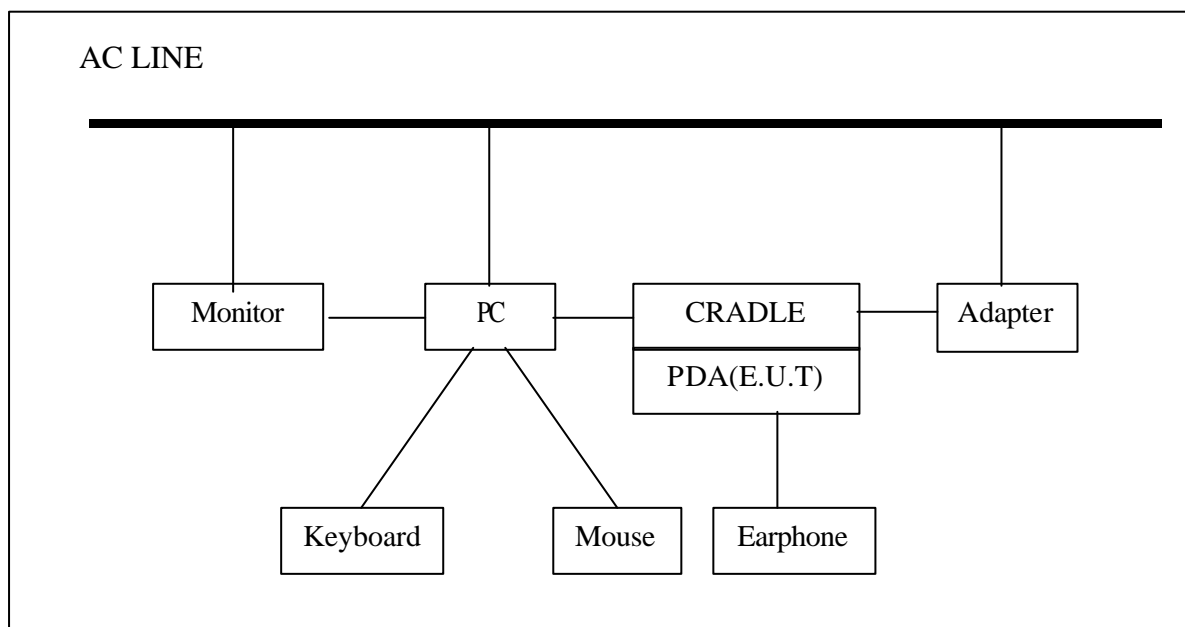 AC LINE
Monitor
PC
CRADLE
Adapter
PDA(E.U.T)
Keyboard
Mouse
Earphone